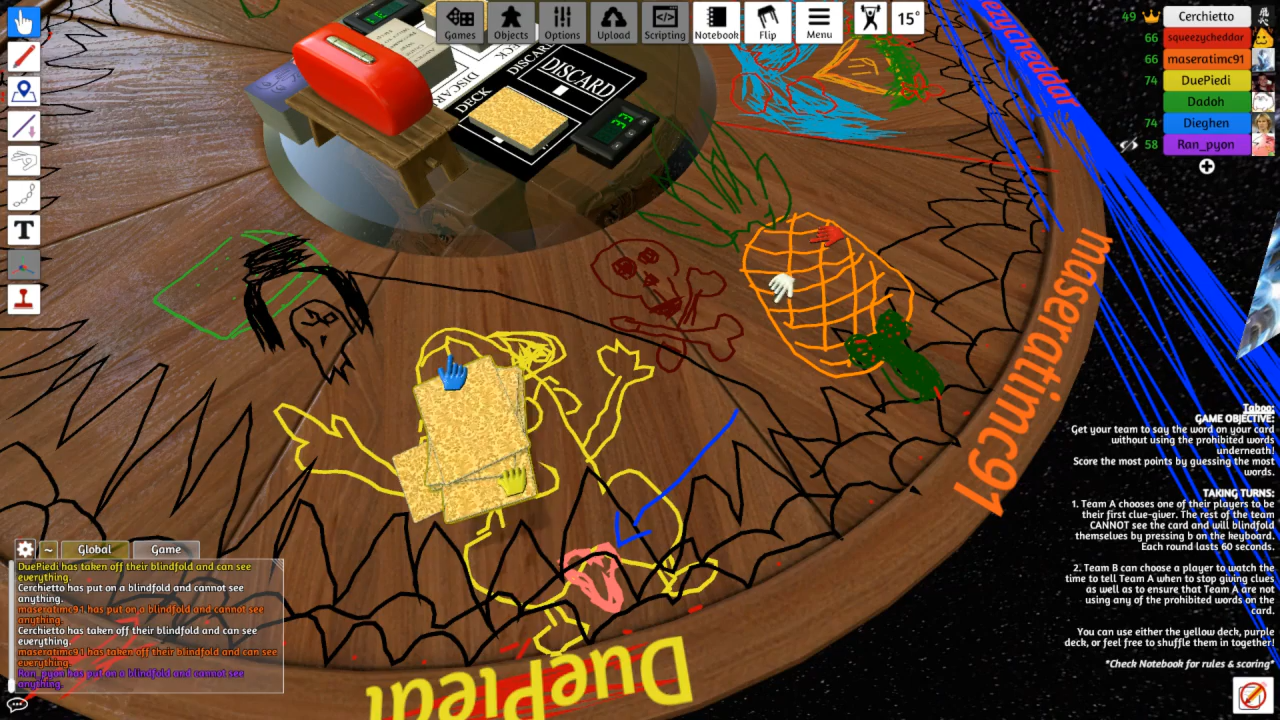 Games
Objects
Options
Upload
Scripting
Notebook
Flip
Menu
15°
49 Cerchietto
66 squeezycheddar
66 maseratimc91
74 DuePiedi
Dadoh
74 Dieghen
58 Ran_pyon
T
DISCARD
DISCARD
DISCARD
DECK
ezycheddar
maseratimc91
DuePiedi
Taboo:
GAME OBJECTIVE:
Get your team to say the word on your card
without using the prohibited words
underneath!
Score the most points by guessing the most
words.
TAKING TURNS:
1. Team A chooses one of their players to be
their first clue-giver. The rest of the team
CANNOT see the card and will blindfold
themselves by pressing b on the keyboard.
Each round lasts 60 seconds.
2. Team B can choose a player to watch the
time to tell Team A when to stop giving clues
as well as to ensure that Team A are not
using any of the prohibited words on the
card.
You can use either the yellow deck, purple
deck, or feel free to shuffle them in together!
*Check Notebook for rules & scoring*
~
Global
Game
DuePiedi has taken off their blindfold and can see
everything.
Cerchietto has put on a blindfold and cannot see
anything.
maseratimc91 has put on a blindfold and cannot see
anything.
Cerchietto has taken off their blindfold and can see
everything.
maseratimc91 has taken off their blindfold and can see
everything.
Ran_pyon has put on a blindfold and cannot see
anything.